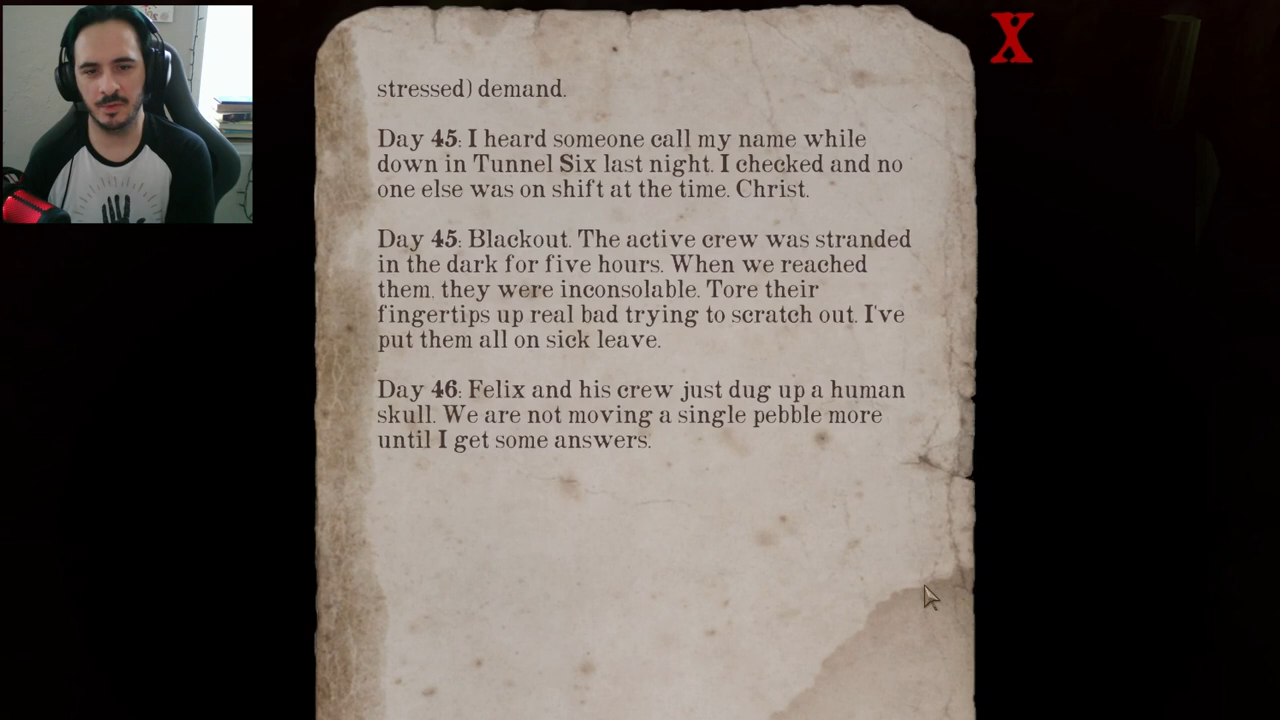 stressed) demand.
Day 45: I heard someone call my name while
down in Tunnel Six last night. I checked and no
one else was on shift at the time. Christ.
Day 45: Blackout. The active crew was stranded
in the dark for five hours. When we reached
them, they were inconsolable. Tore their
fingertips up real bad trying to scratch out. I've
put them all on sick leave.
Day 46: Felix and his crew just dug up a human
skull. We are not moving a single pebble more
until I get some answers.
X